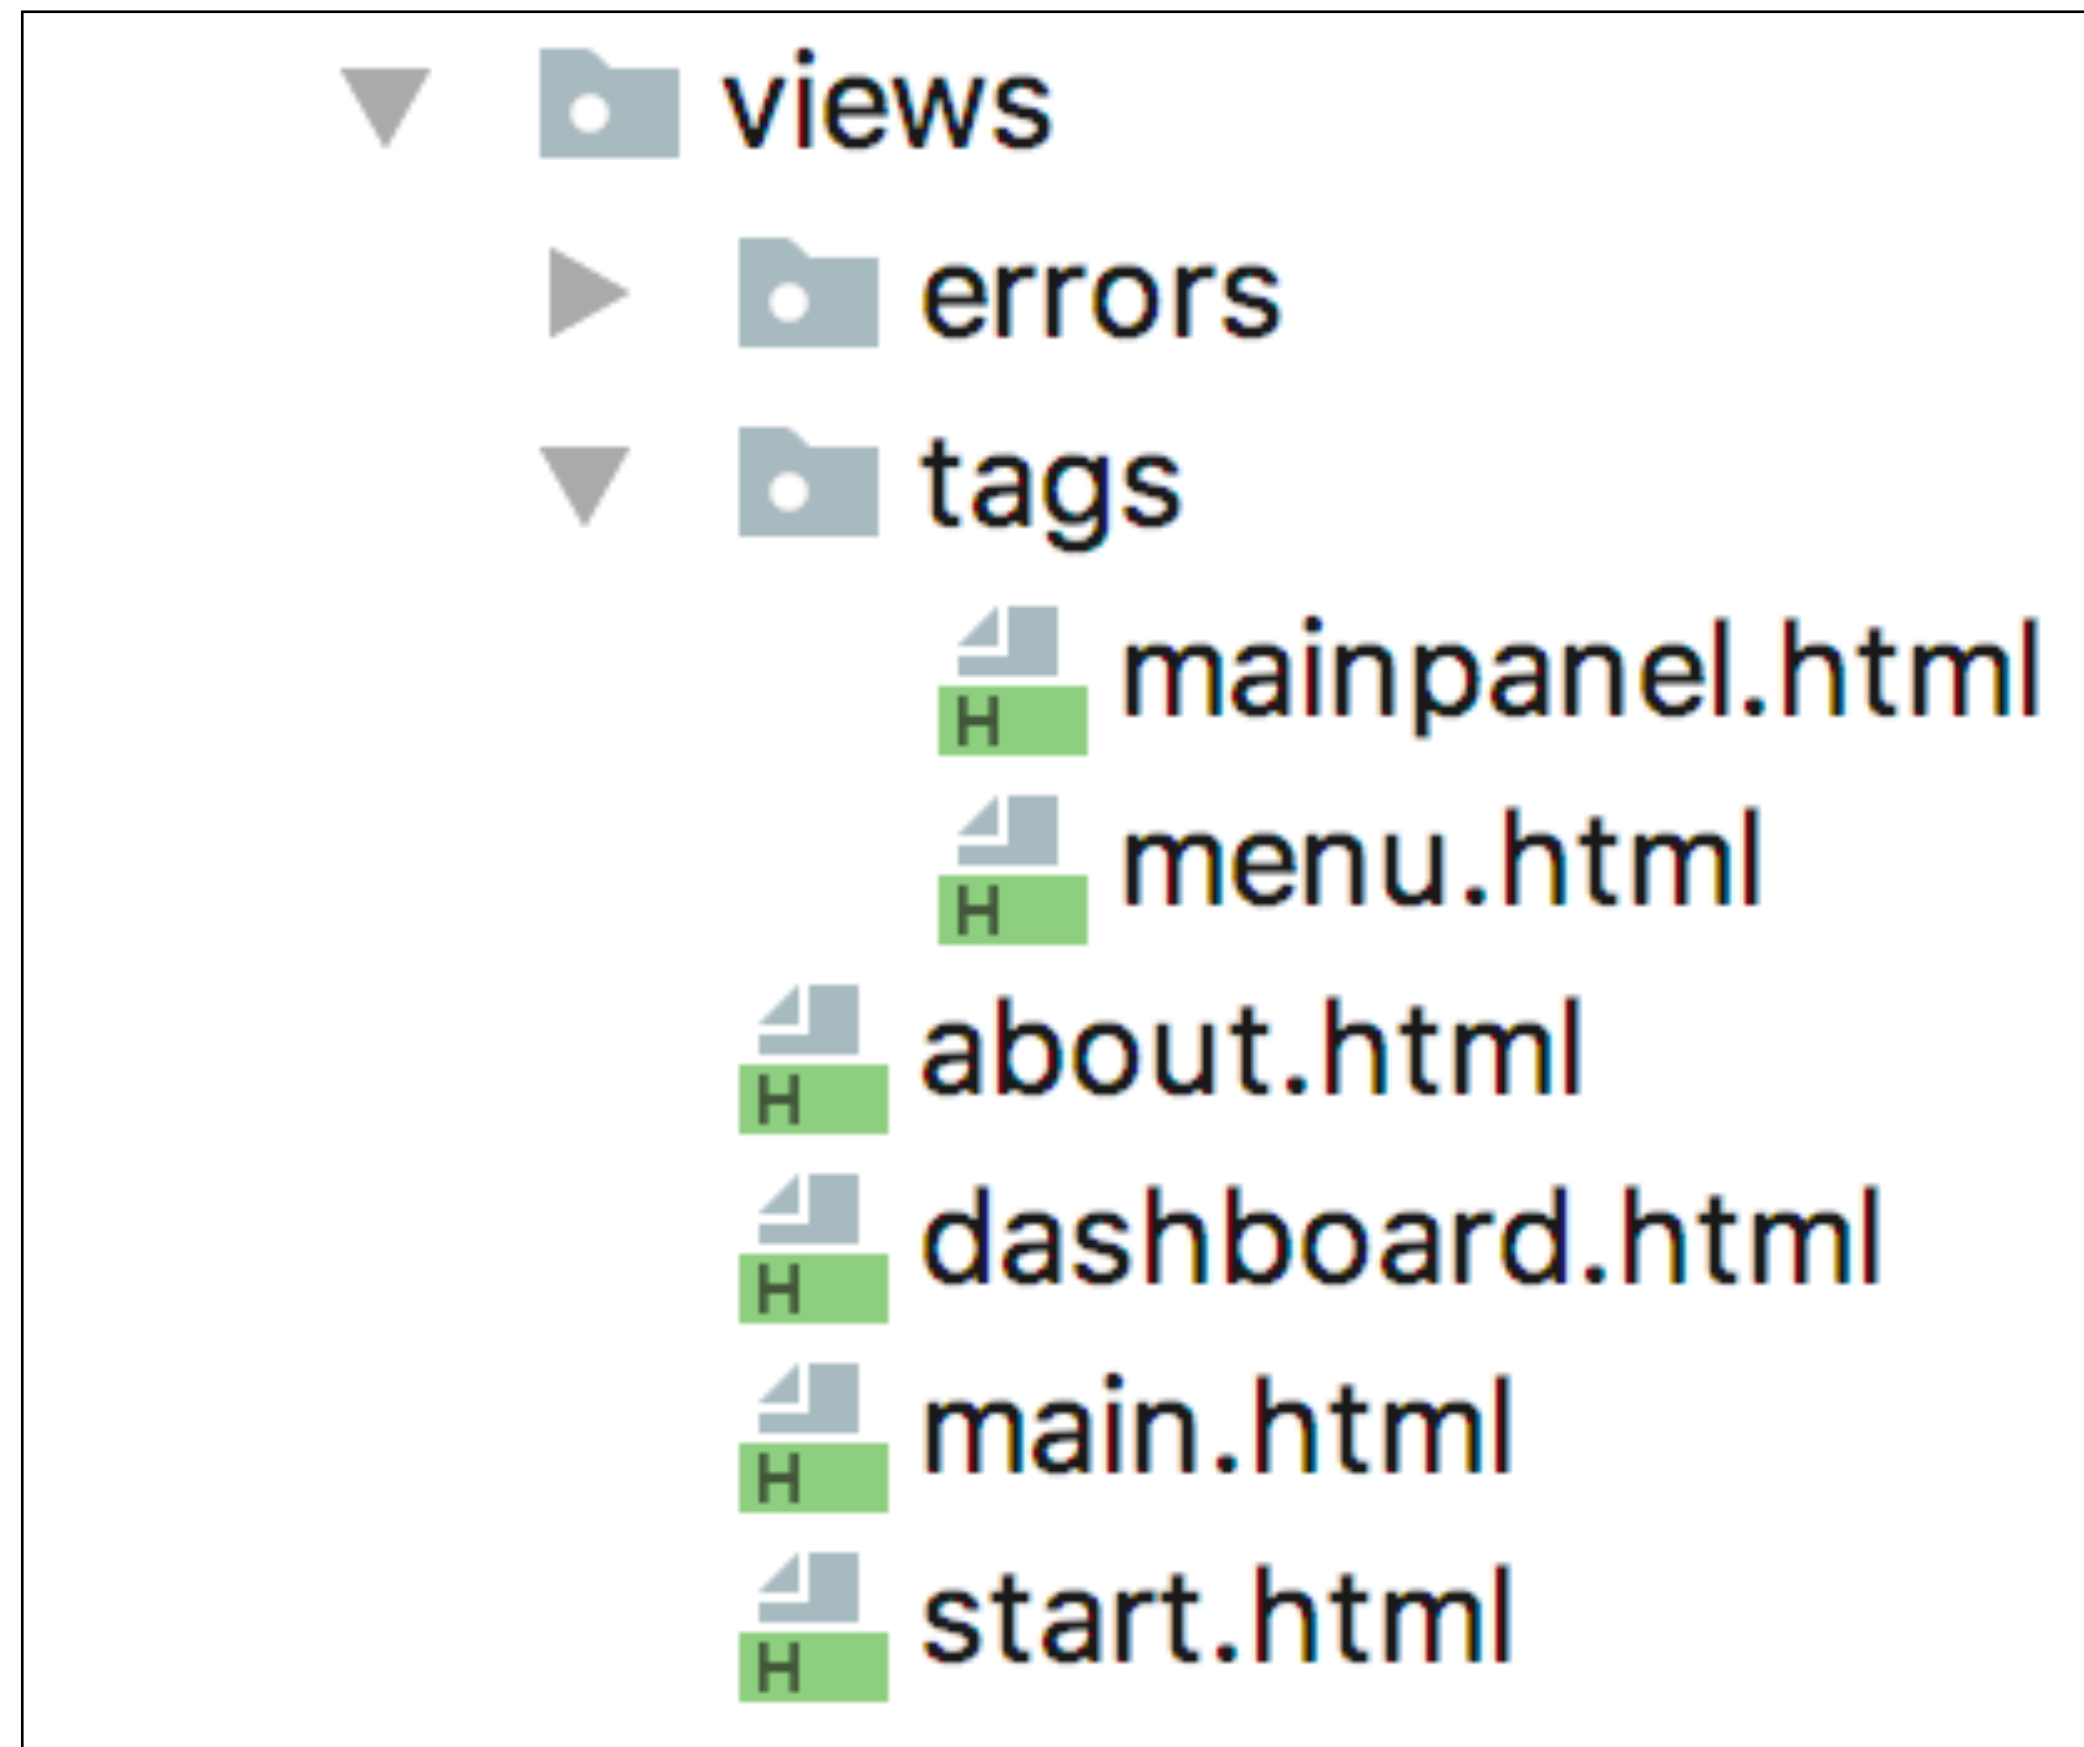 views
errors
tags
H mainpanel.html
H menu.html
H about.html
H dashboard.html
H main.html
H start.html